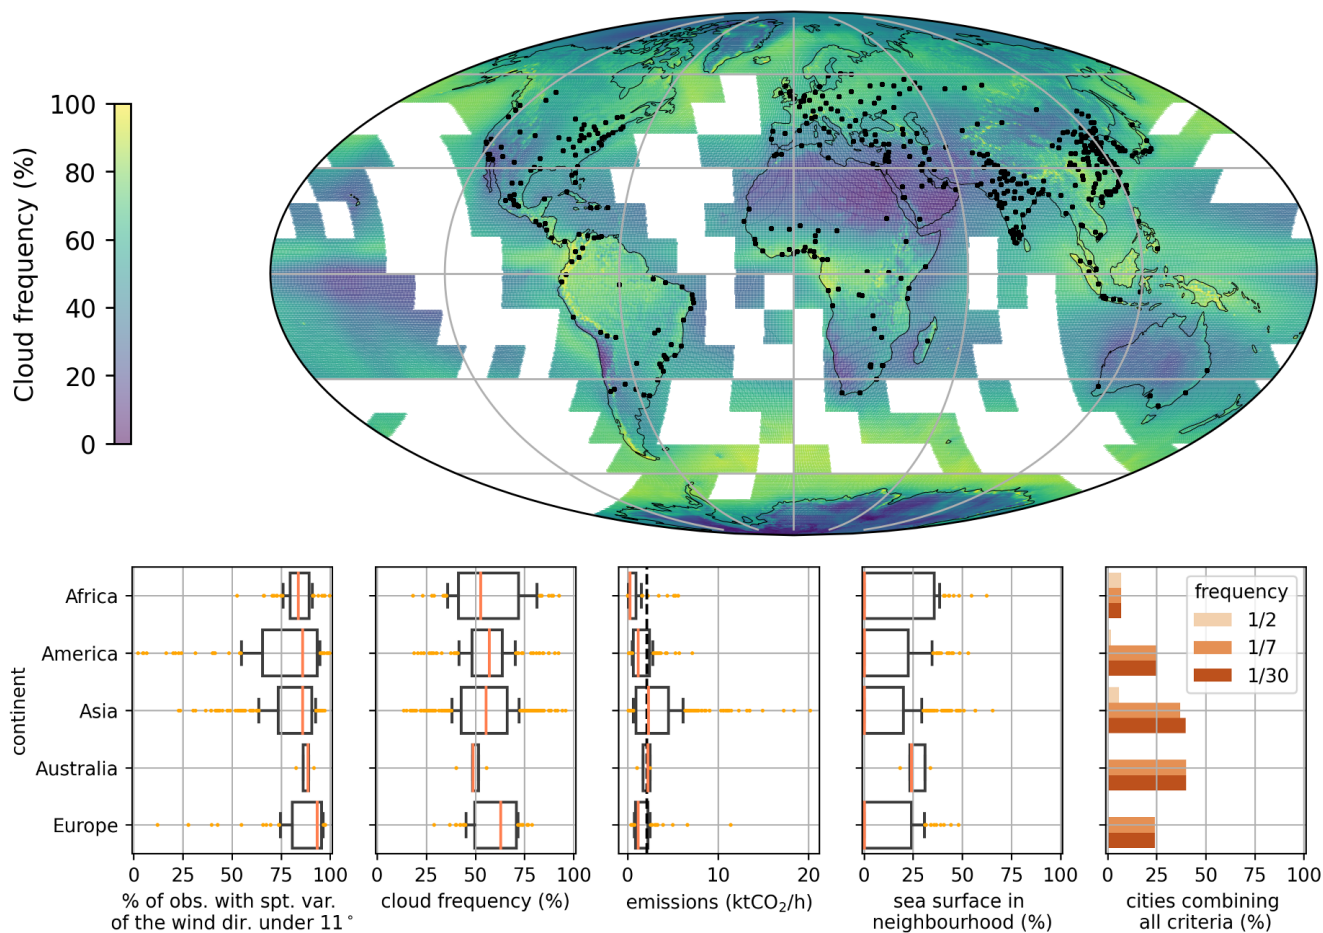 Cloud frequency (%)
100
80
60
40
20
0
continent
Africa
America
Asia
Australia
Europe
0 25 50 75 100
% of obs. with spt. var.
of the wind dir. under 11°
0 25 50 75 100
cloud frequency (%)
0 10 20
emissions (ktCO₂/h)
0 25 50 75 100
sea surface in
neighbourhood (%)
frequency
1/2
1/7
1/30
0 25 50 75 100
cities combining
all criteria (%)